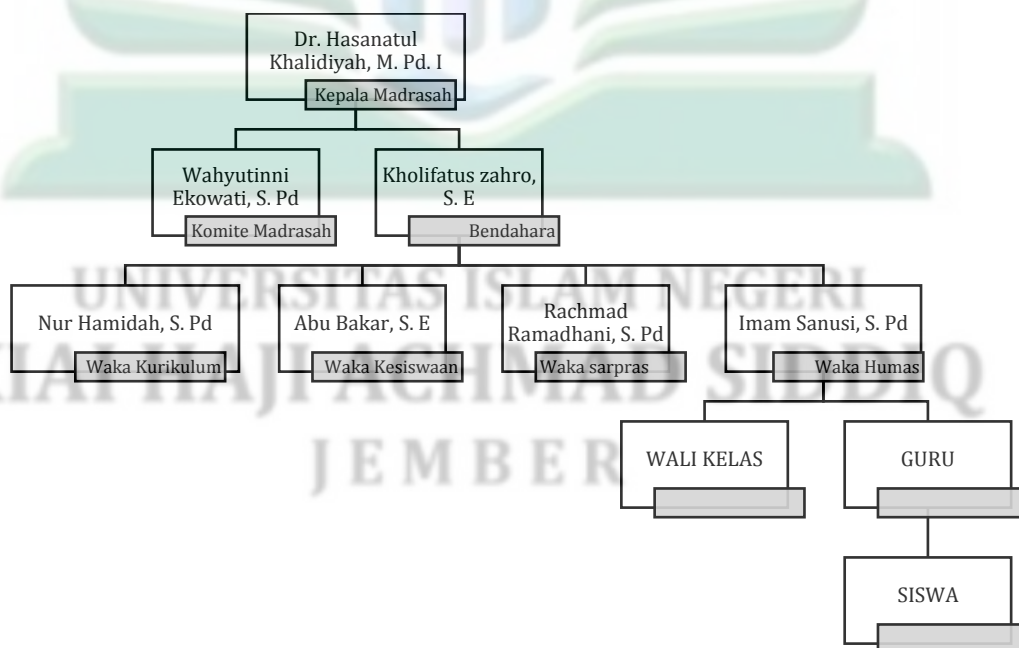 Dr. Hasanatul
Khalidiyah, M. Pd. I
Kepala Madrasah
Wahyutinni
Ekowati, S. Pd
Komite Madrasah
Kholifatus zahro,
S. E
Bendahara
UNIVERSITAS ISLAM NEGERI
Nur Hamidah, S. Pd
Waka Kurikulum
Abu Bakar, S. E
Waka Kesiswaan
Rachmad
Ramadhani, S. Pd
Waka sarpras
Imam Sanusi, S. Pd
Waka Humas
KIAI HAJI ACHMAD SIDDIQ
JEMBER
WALI KELAS
GURU
SISWA